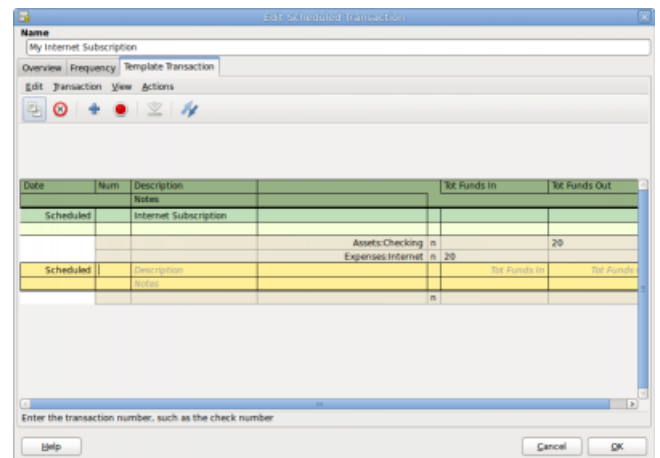 Edit Scheduled Transaction
Name
My Internet Subscription
Overview Frequency Template Transaction
Edit Transaction View Actions
Date Num Description Tot Funds In Tot Funds Out
Notes
Scheduled Internet Subscription
Assets:Checking n 20
Expenses:Internet n 20
Scheduled Description Tot Funds In Tot Funds
Notes
n
Enter the transaction number, such as the check number
Help Cancel OK